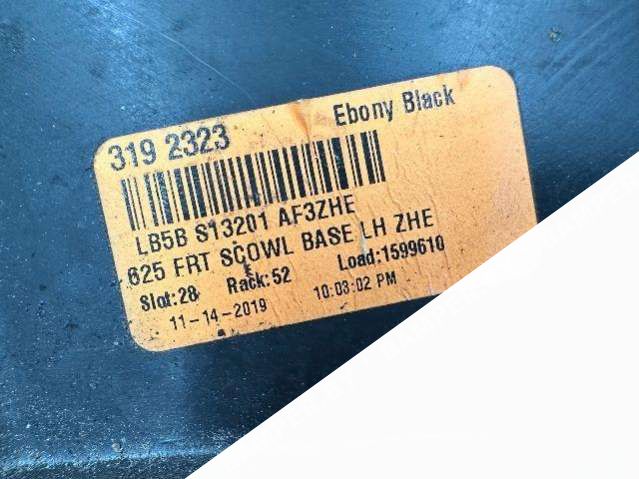 Ebony Black
319 2323
LB5B S13201 AF3ZHE
625 FRT SCOWL BASE LH ZHE
Slot:28 Rack:52 Load:1599610
11-14-2019 10:03:02 PM